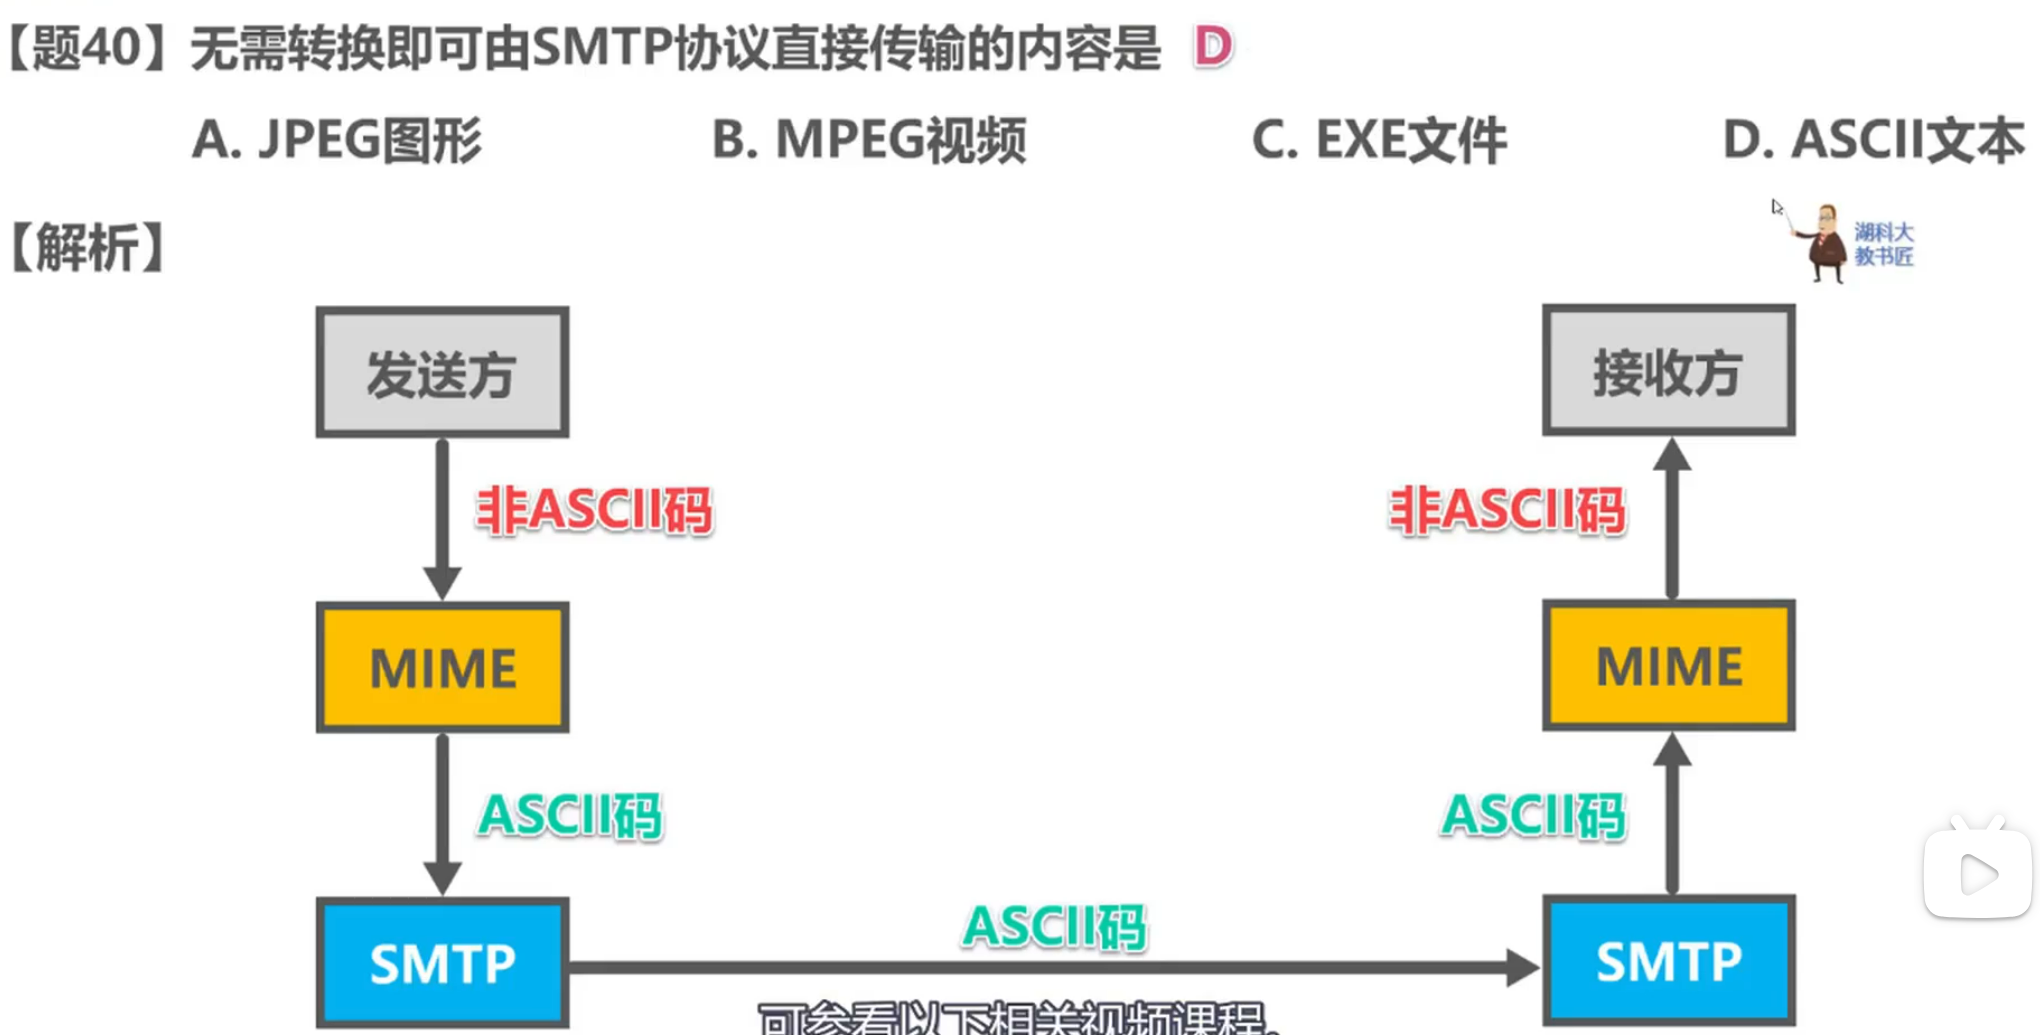 【题40】无需转换即可由SMTP协议直接传输的内容是 D
A. JPEG图形 B. MPEG视频 C. EXE文件 D. ASCII文本
【解析】
湖科大
教书匠
发送方 接收方
非ASCII码 非ASCII码
MIME MIME
ASCII码 ASCII码
ASCII码
SMTP SMTP
可参看以下相关视频课程,